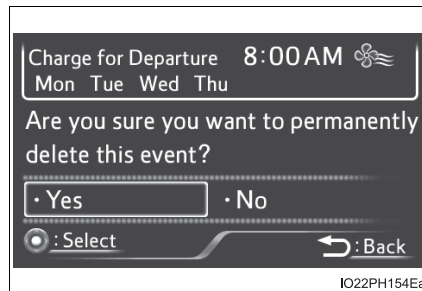 Charge for Departure 8:00AM
Mon Tue Wed Thu
Are you sure you want to permanently
delete this event?
・Yes ・No
: Select : Back
IO22PH154Ea